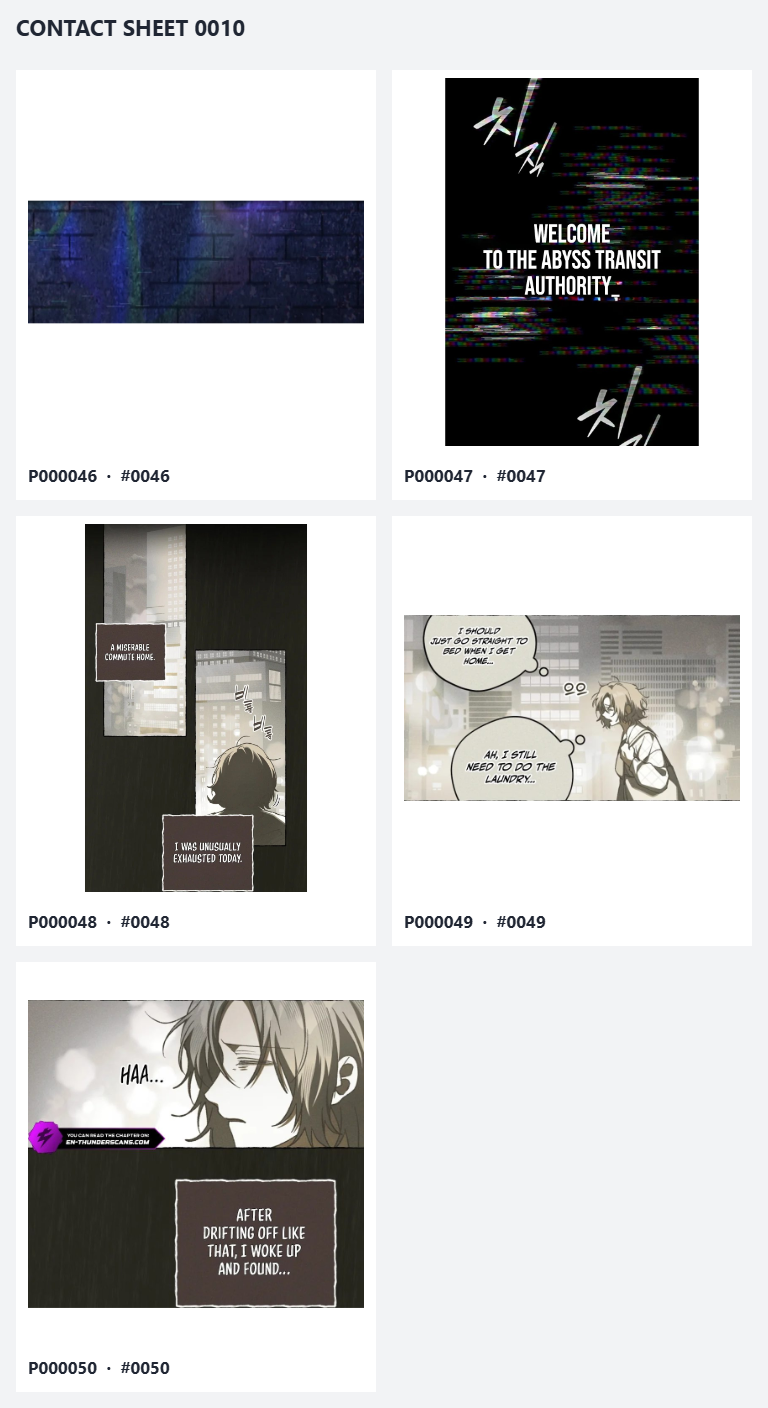 CONTACT SHEET 0010
P000046 · #0046
치
직
WELCOME
TO THE ABYSS TRANSIT
AUTHORITY_
P000047 · #0047
A MISERABLE
COMMUTE HOME.
I WAS UNUSUALLY
EXHAUSTED TODAY.
P000048 · #0048
I SHOULD
JUST GO STRAIGHT TO
BED WHEN I GET
HOME...
AH, I STILL
NEED TO DO THE
LAUNDRY...
P000049 · #0049
HAA...
YOU CAN READ THE CHAPTER ON:
EN-THUNDERSCANS.COM
AFTER
DRIFTING OFF LIKE
THAT, I WOKE UP
AND FOUND...
P000050 · #0050